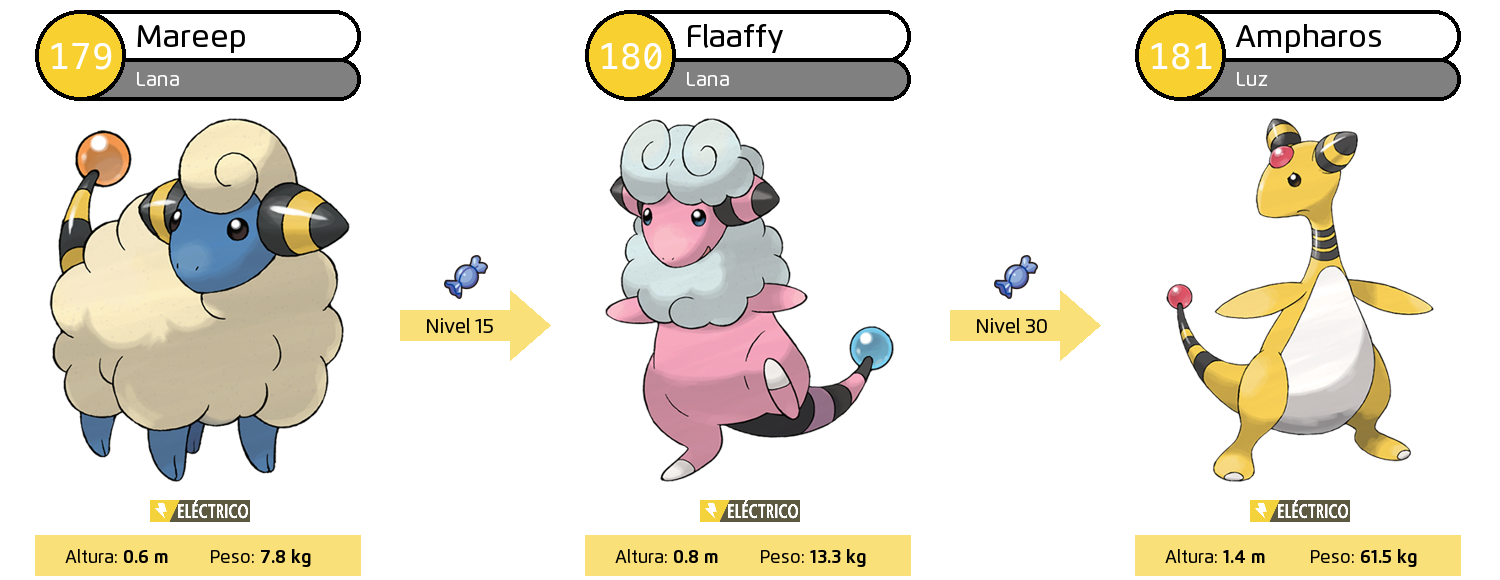 179
Mareep
Lana
180
Flaaffy
Lana
181
Ampharos
Luz
Nivel 15
Nivel 30
ELÉCTRICO
ELÉCTRICO
ELÉCTRICO
Altura: 0.6 m Peso: 7.8 kg
Altura: 0.8 m Peso: 13.3 kg
Altura: 1.4 m Peso: 61.5 kg